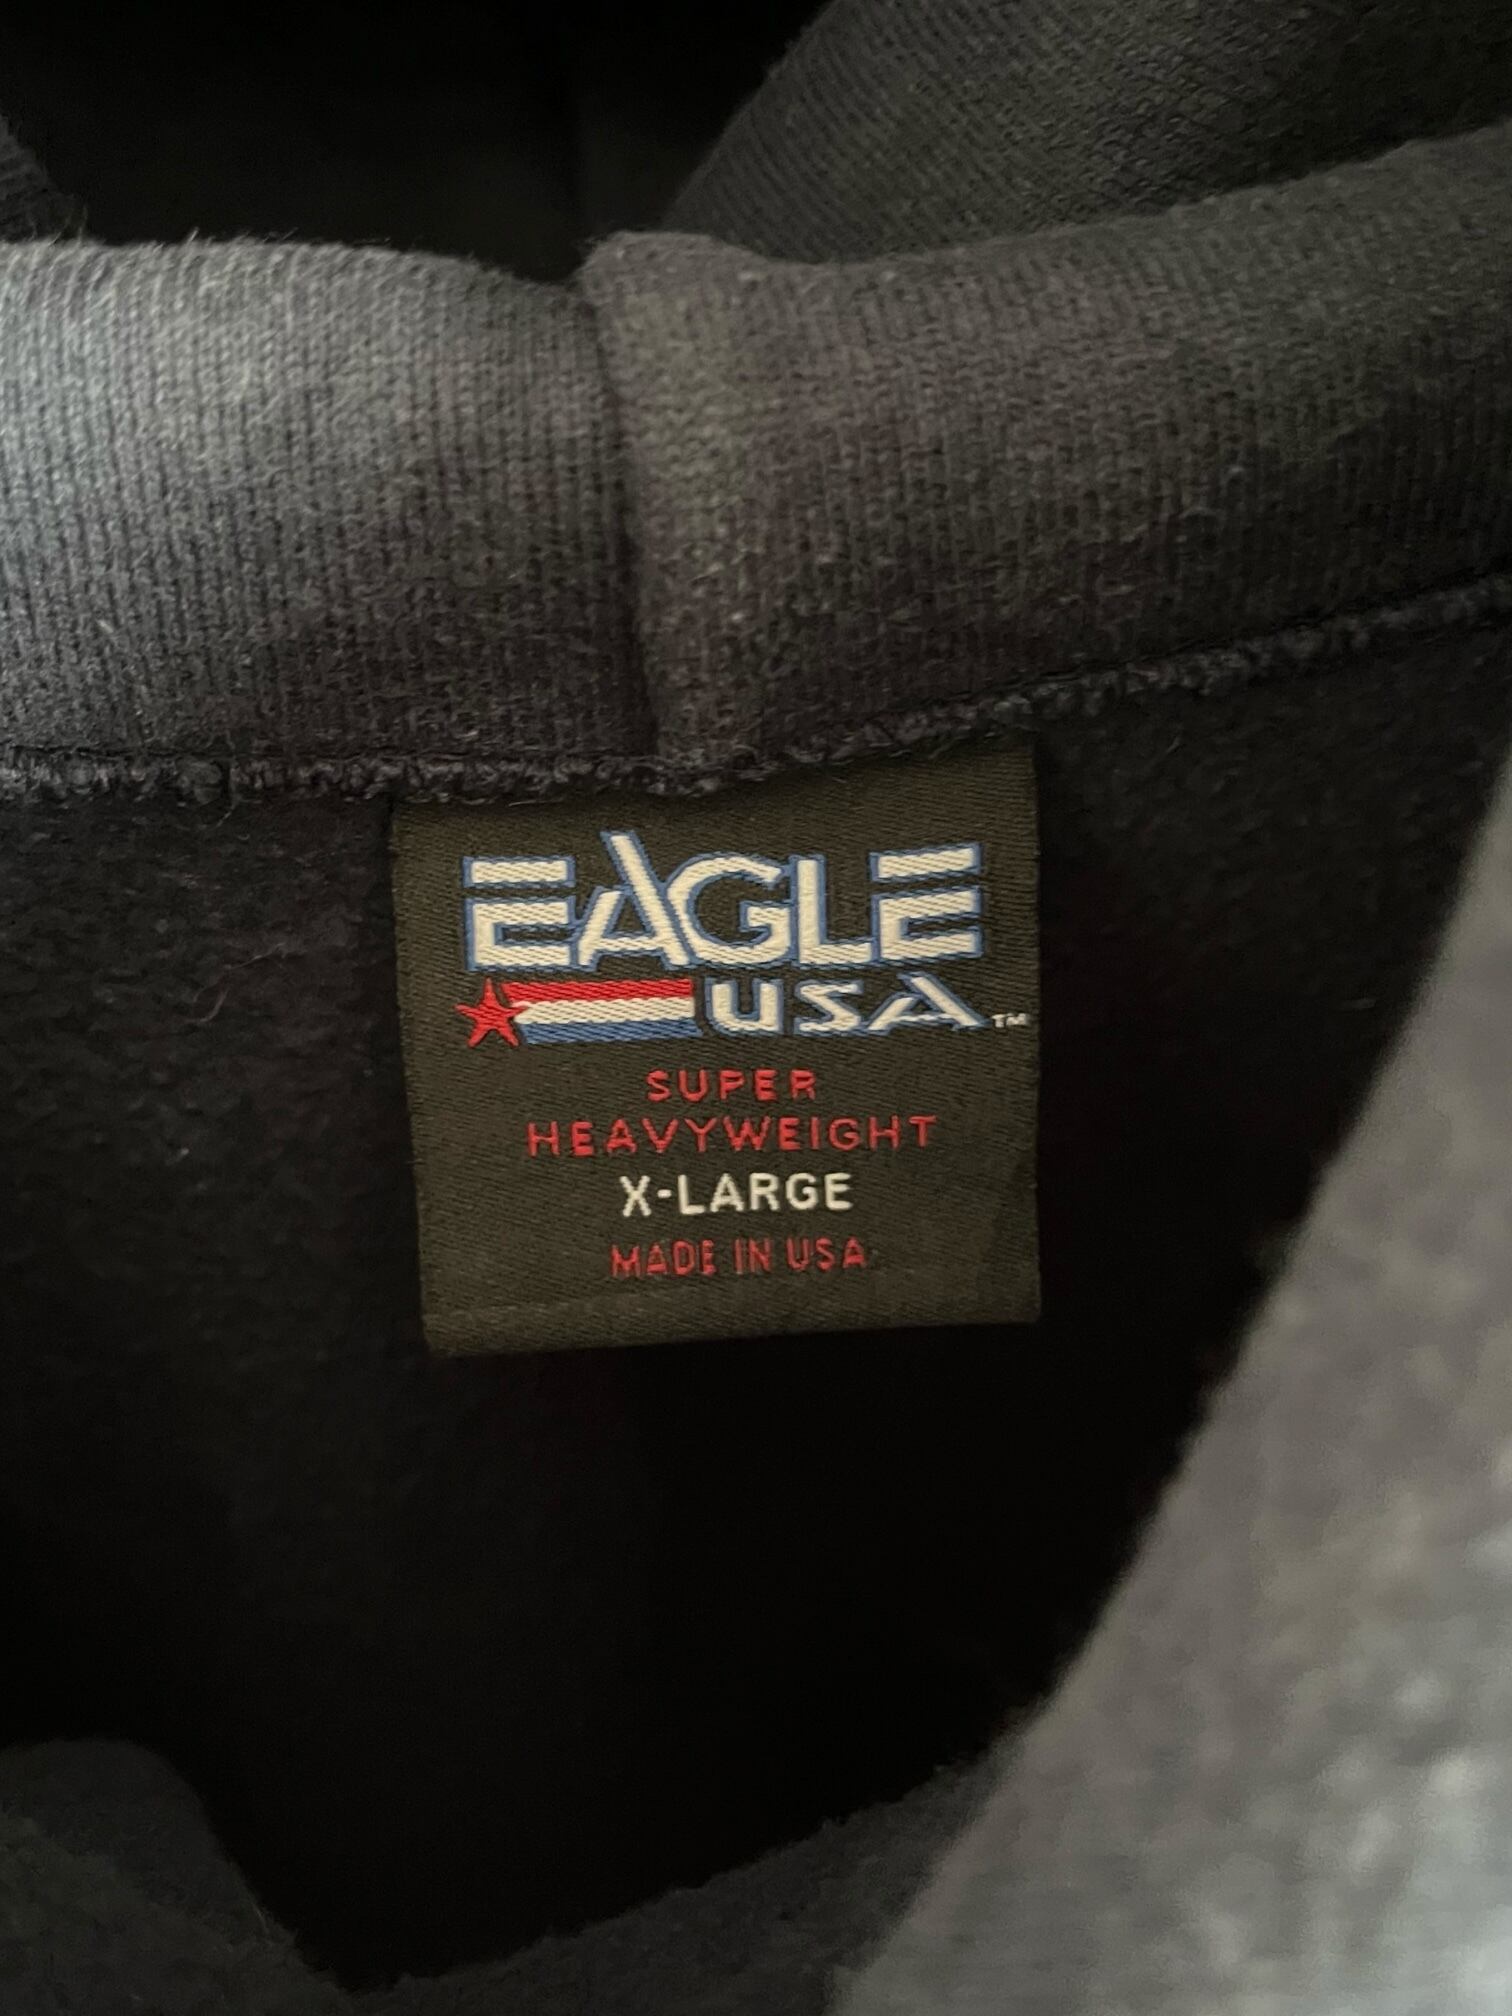 EAGLE
USA™
SUPER
HEAVYWEIGHT
X-LARGE
MADE IN USA